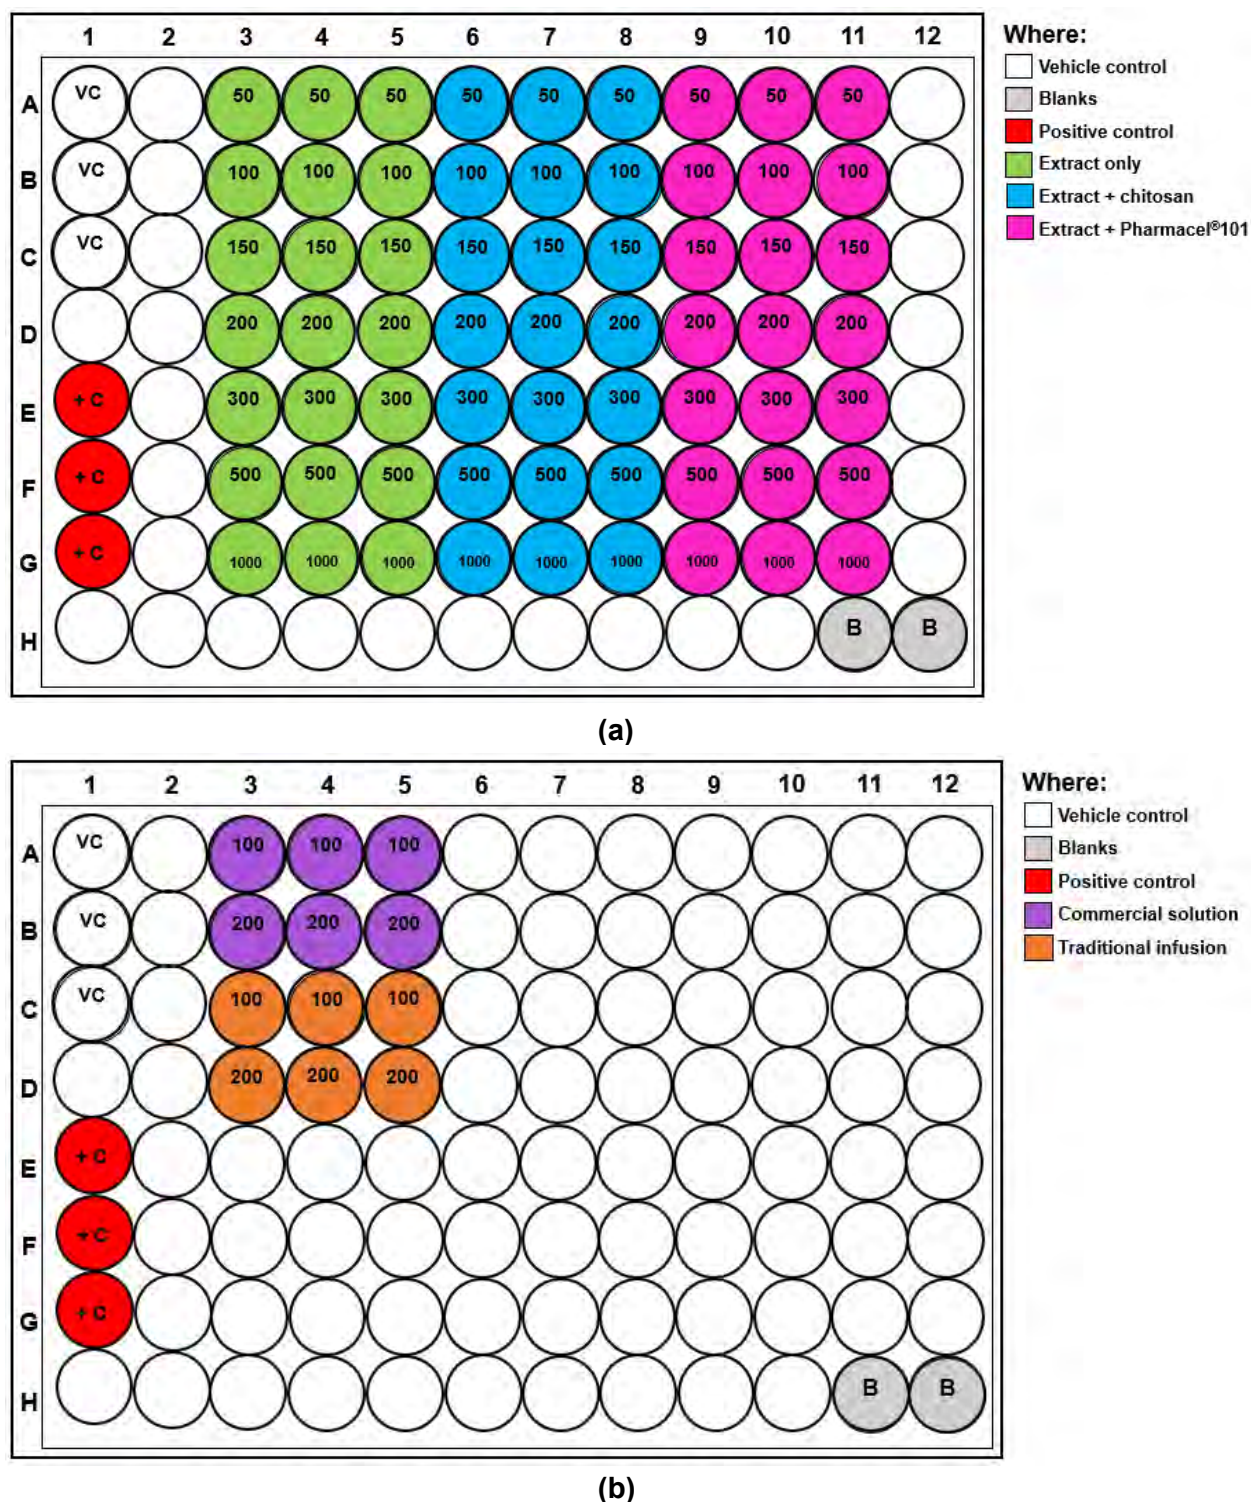 1 2 3 4 5 6 7 8 9 10 11 12
A VC 50 50 50 50 50 50 50 50 50
B VC 100 100 100 100 100 100 100 100 100
C VC 150 150 150 150 150 150 150 150 150
D 200 200 200 200 200 200 200 200 200
E + C 300 300 300 300 300 300 300 300 300
F + C 500 500 500 500 500 500 500 500 500
G + C 1000 1000 1000 1000 1000 1000 1000 1000 1000
H B B
Where:
Vehicle control
Blanks
Positive control
Extract only
Extract + chitosan
Extract + Pharmacel®101
(a)
1 2 3 4 5 6 7 8 9 10 11 12
A VC 100 100 100
B VC 200 200 200
C VC 100 100 100
D 200 200 200
E + C
F + C
G + C
H B B
Where:
Vehicle control
Blanks
Positive control
Commercial solution
Traditional infusion
(b)